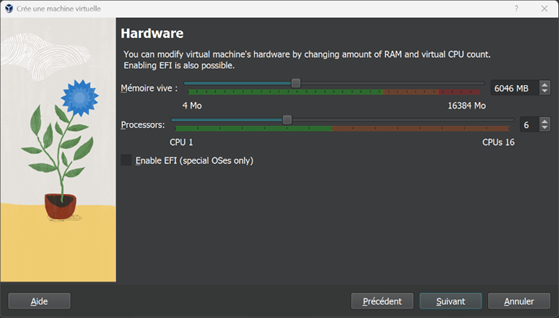 Crée une machine virtuelle
Hardware
You can modify virtual machine's hardware by changing amount of RAM and virtual CPU count.
Enabling EFI is also possible.
Mémoire vive : 6046 MB
4 Mo 16384 Mo
Processors: 6
CPU 1 CPUs 16
Enable EFI (special OSes only)
Aide Précédent Suivant Annuler